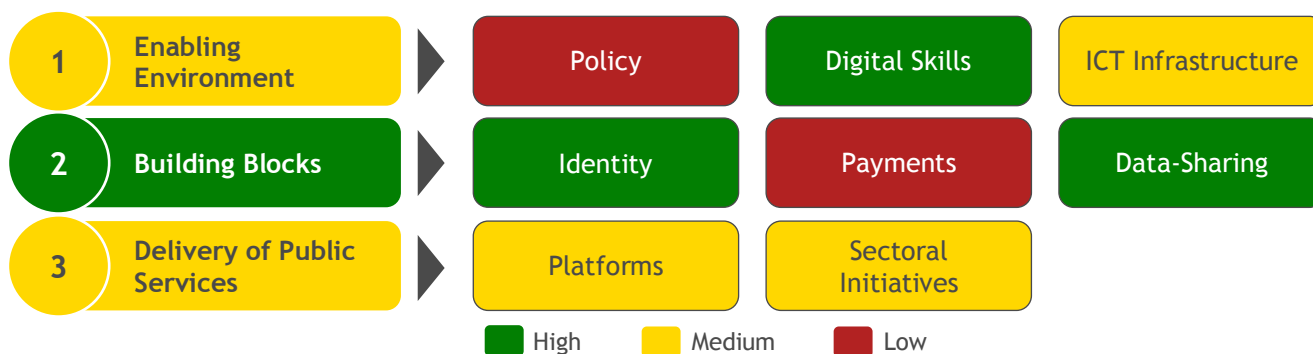 1
Enabling
Environment
Policy
Digital Skills
ICT Infrastructure
2
Building Blocks
Identity
Payments
Data-Sharing
3
Delivery of Public
Services
Platforms
Sectoral
Initiatives
High
Medium
Low